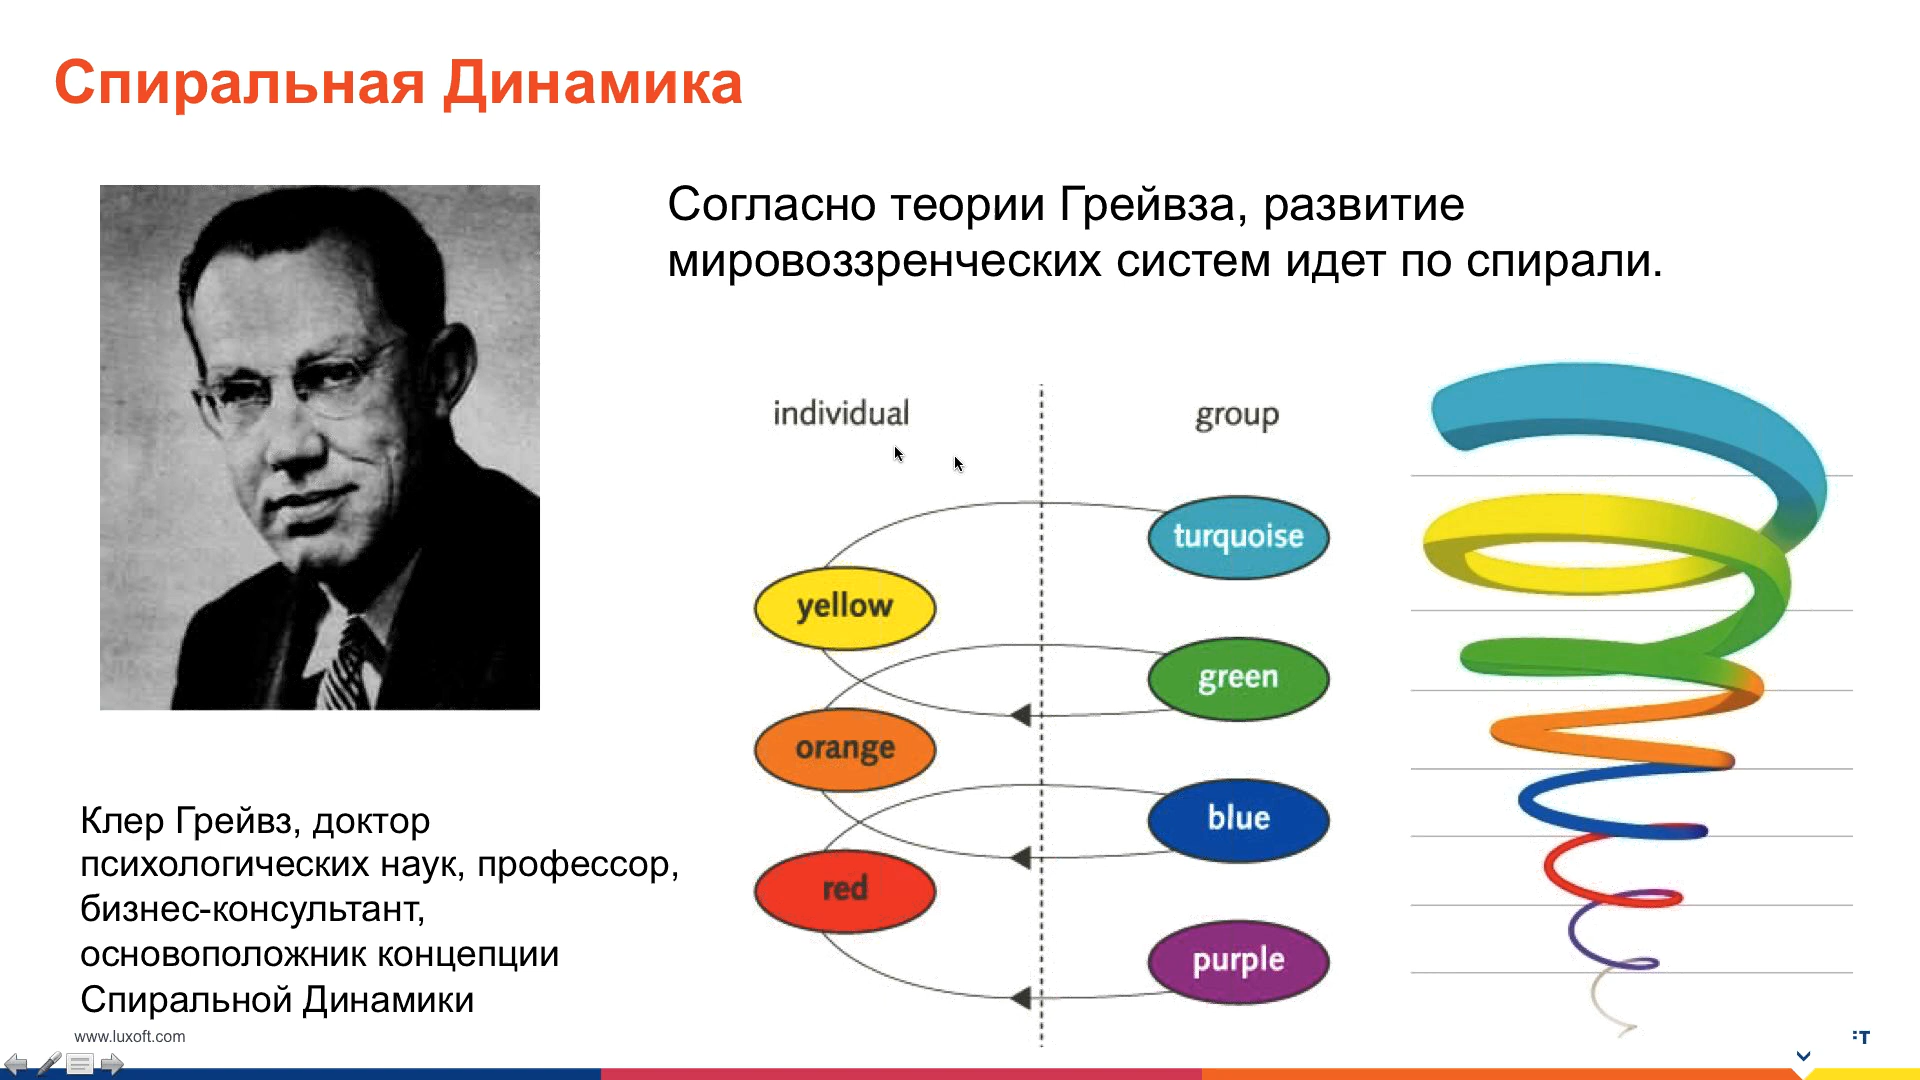 Спиральная Динамика
Согласно теории Грейвза, развитие
мировоззренческих систем идет по спирали.
individual
group
turquoise
yellow
green
orange
blue
red
purple
Клер Грейвз, доктор
психологических наук, профессор,
бизнес-консультант,
основоположник концепции
Спиральной Динамики
www.luxoft.com